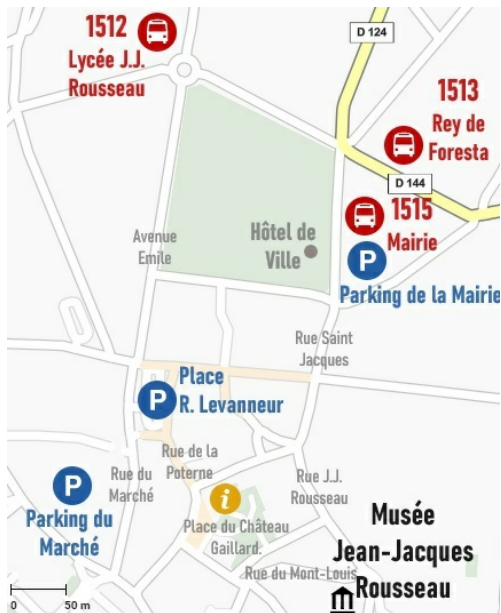 1512
Lycée J.J.
Rousseau
D 124
1513
Rey de
Foresta
D 144
1515
Mairie
Avenue
Emile
Hôtel de
Ville
P
Parking de la Mairie
Rue Saint
Jacques
P
Place
R. Levanneur
Rue de la
Poterne
Rue du
Marché
P
Parking du
Marché
i
Place du Château
Gaillard.
Rue J.J.
Rousseau
Rue du Mont-Louis
Musée
Jean-Jacques
Rousseau
0 50 m